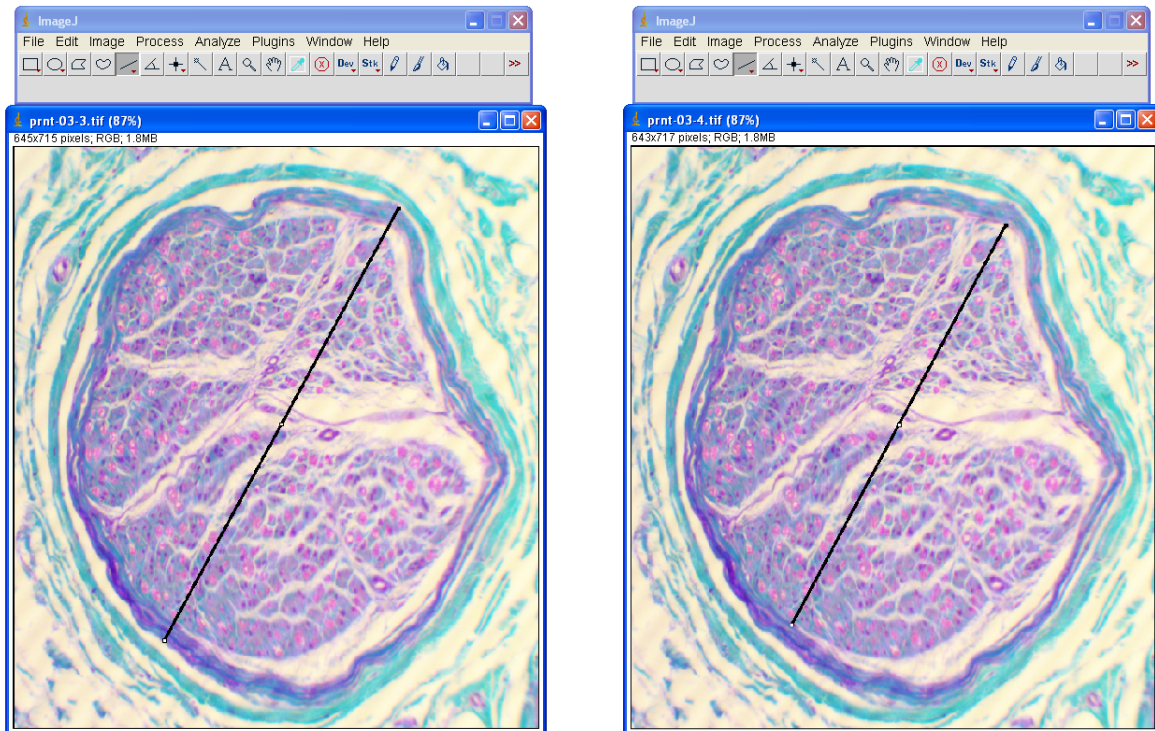 ImageJ
File Edit Image Process Analyze Plugins Window Help
A Dev Stk >>
prnt-03-3.tif (87%)
645x715 pixels; RGB; 1.8MB
ImageJ
File Edit Image Process Analyze Plugins Window Help
A Dev Stk >>
prnt-03-4.tif (87%)
643x717 pixels; RGB; 1.8MB